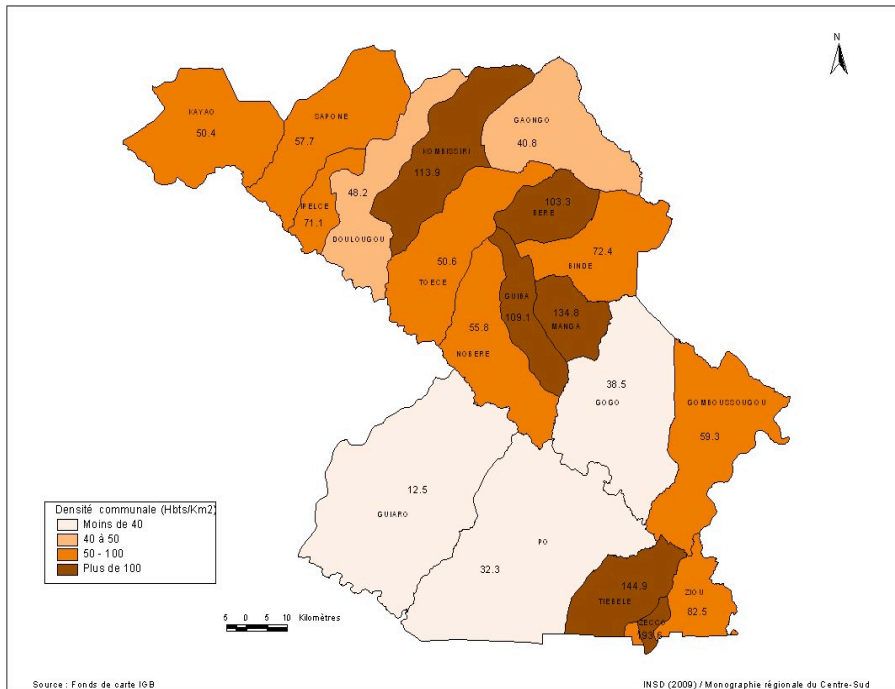 N
KAYAO
50.4
SAPONE
57.7
GAONGO
40.8
KOMBISSIRI
113.9
IPELCE
71.1
48.2
DOULOUGOU
103.3
BERE
72.4
BINDE
50.6
TOECE
GUIBA
109.1
134.8
MANGA
55.8
NOBERE
38.5
GOGO
GOMBOUSSOUGOU
59.3
12.5
GUIARO
PO
32.3
144.9
TIEBELE
ZIOU
82.5
ZECCO
193.6
Densité communale (Hbts/Km2)
Moins de 40
40 à 50
50 - 100
Plus de 100
5 0 10 Kilomètres
Source : Fonds de carte IGB
INSD (2009) / Monographie régionale du Centre-Sud